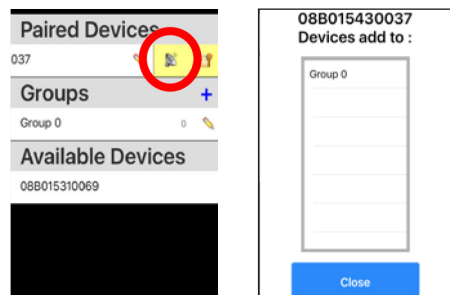 Paired Devices
037
Groups +
Group 0 0
Available Devices
08B015310069
08B015430037
Devices add to :
Group 0
Close